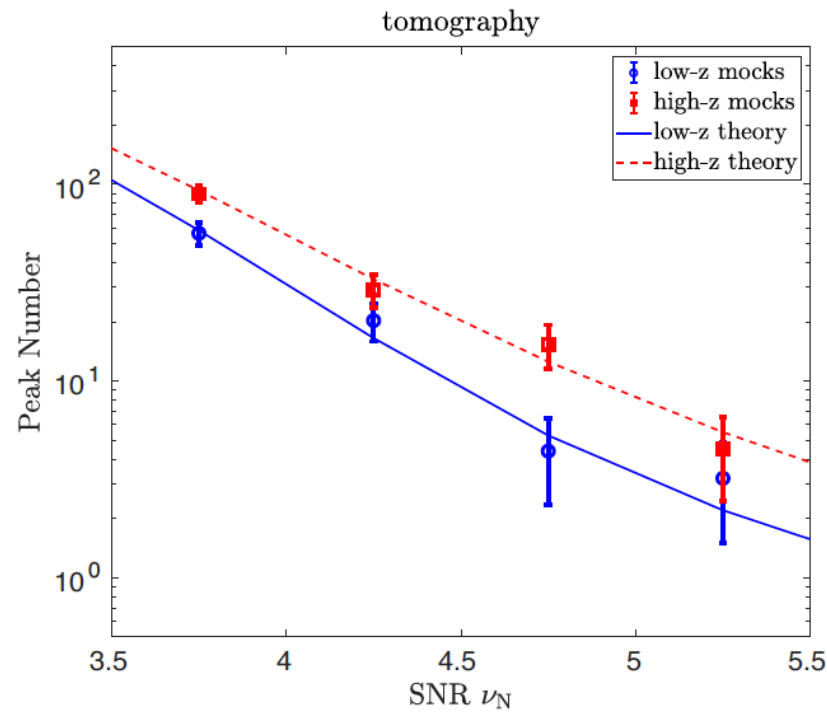 tomography
low-z mocks
high-z mocks
low-z theory
high-z theory
Peak Number
10^2
10^1
10^0
3.5 4 4.5 5 5.5
SNR ν_N